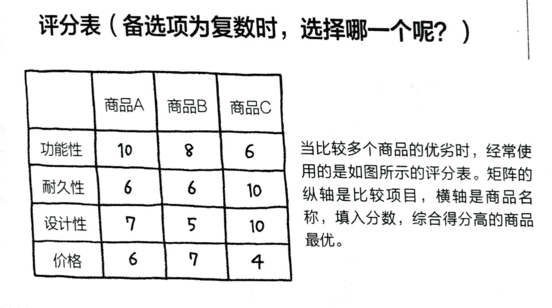 评分表（备选项为复数时，选择哪一个呢？）
商品A 商品B 商品C
功能性 10 8 6
耐久性 6 6 10
设计性 7 5 10
价格 6 7 4
当比较多个商品的优劣时，经常使
用的是如图所示的评分表。矩阵的
纵轴是比较项目，横轴是商品名
称，填入分数，综合得分高的商品
最优。